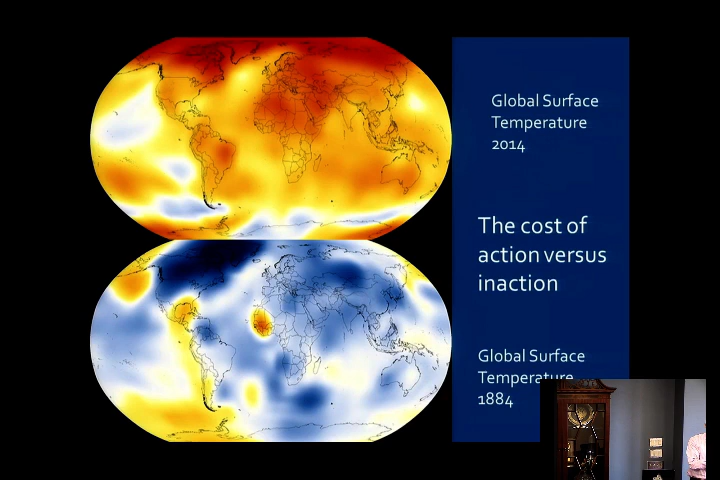 Global Surface
Temperature
2014
The cost of
action versus
inaction
Global Surface
Temperature
1884